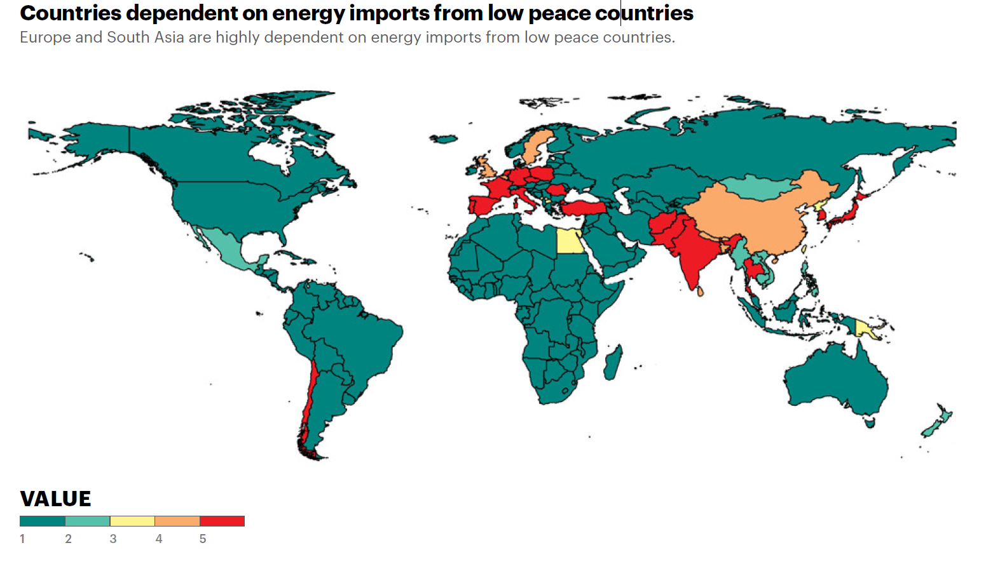 Countries dependent on energy imports from low peace countries
Europe and South Asia are highly dependent on energy imports from low peace countries.
VALUE
1 2 3 4 5